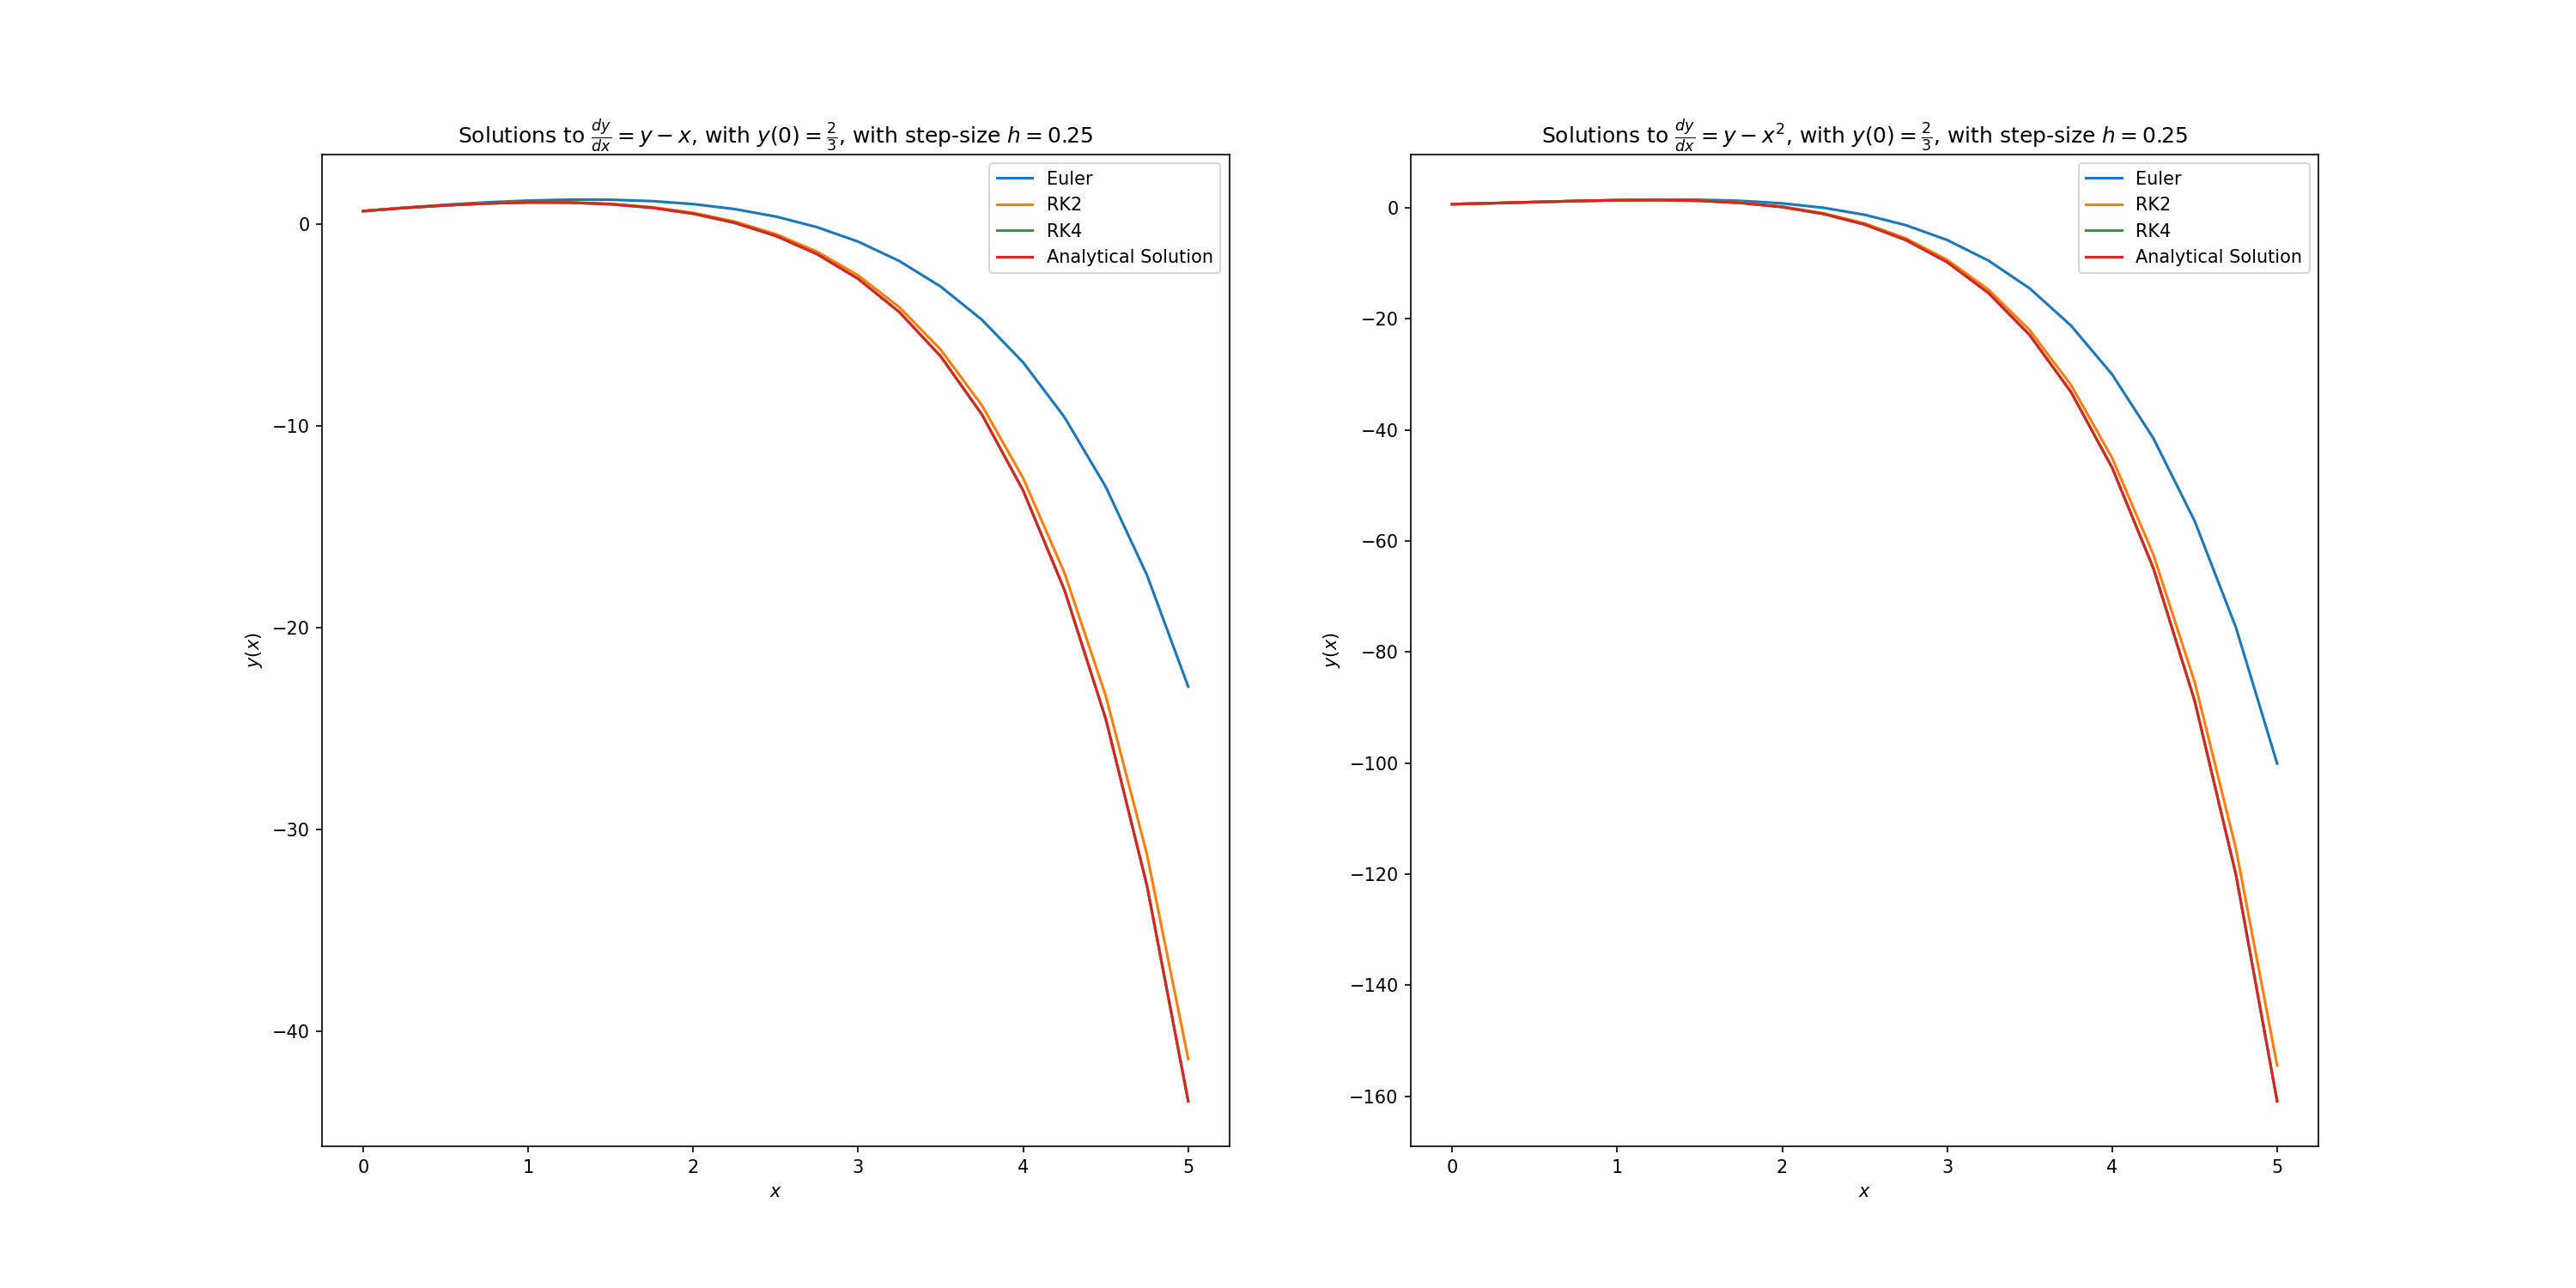 Solutions to dy/dx = y − x, with y(0) = 2/3, with step-size h = 0.25
Euler
RK2
RK4
Analytical Solution
0
−10
−20
−30
−40
y(x)
0 1 2 3 4 5
x
Solutions to dy/dx = y − x², with y(0) = 2/3, with step-size h = 0.25
Euler
RK2
RK4
Analytical Solution
0
−20
−40
−60
−80
−100
−120
−140
−160
y(x)
0 1 2 3 4 5
x